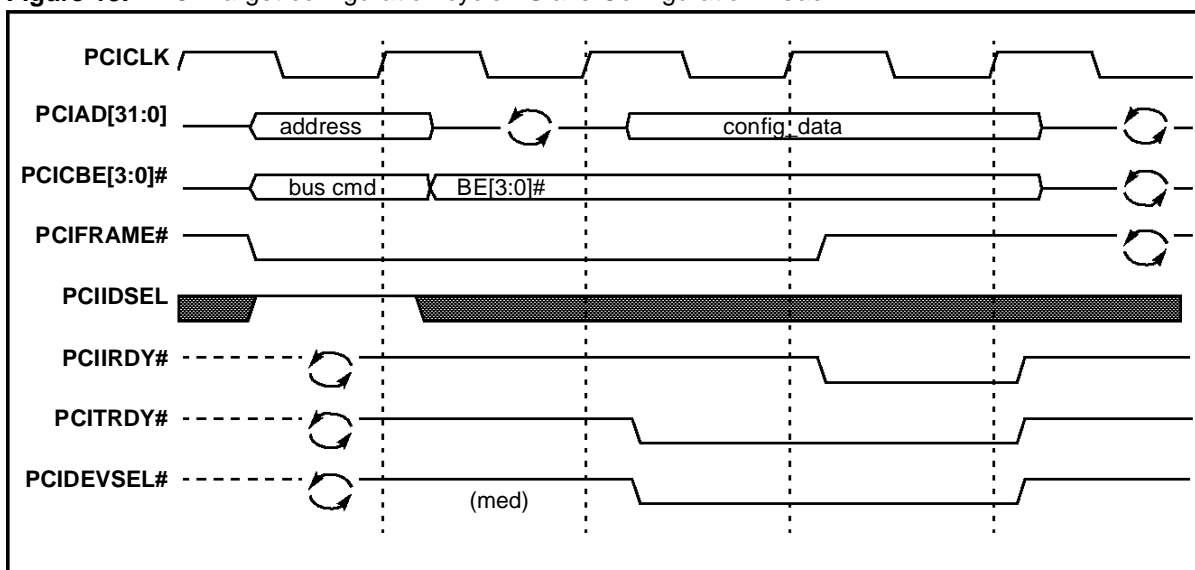 PCICLK
PCIAD[31:0]
address
config_data
PCICBE[3:0]#
bus cmd
BE[3:0]#
PCIFRAME#
PCIIDSEL
PCIIRDY#
PCITRDY#
PCIDEVSEL#
(med)